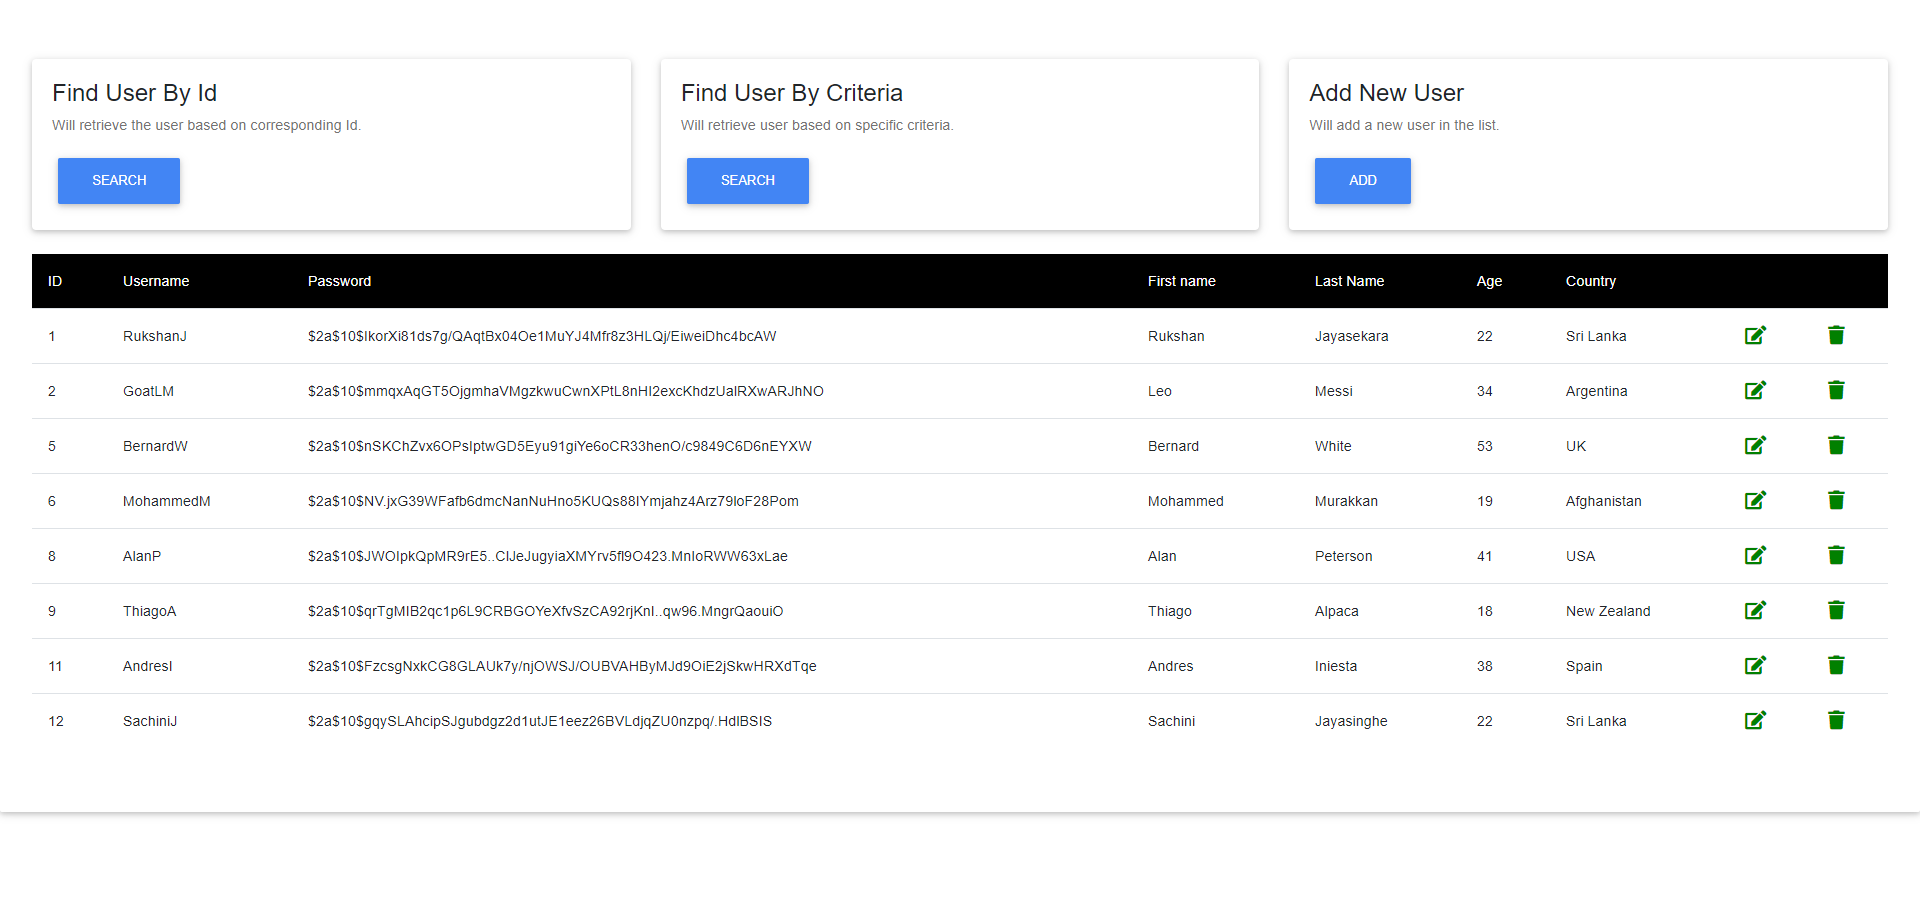 Find User By Id
Will retrieve the user based on corresponding Id.
SEARCH
Find User By Criteria
Will retrieve user based on specific criteria.
SEARCH
Add New User
Will add a new user in the list.
ADD
ID Username Password First name Last Name Age Country
1 RukshanJ $2a$10$IkorXi81ds7g/QAqtBx04Oe1MuYJ4Mfr8z3HLQj/EiweiDhc4bcAW Rukshan Jayasekara 22 Sri Lanka
2 GoatLM $2a$10$mmqxAqGT5OjgmhaVMgzkwuCwnXPtL8nHI2excKhdzUalRXwARJhNO Leo Messi 34 Argentina
5 BernardW $2a$10$nSKChZvx6OPslptwGD5Eyu91giYe6oCR33henO/c9849C6D6nEYXW Bernard White 53 UK
6 MohammedM $2a$10$NV.jxG39WFafb6dmcNanNuHno5KUQs88IYmjahz4Arz79loF28Pom Mohammed Murakkan 19 Afghanistan
8 AlanP $2a$10$JWOIpkQpMR9rE5..ClJeJugyiaXMYrv5fl9O423.MnloRWW63xLae Alan Peterson 41 USA
9 ThiagoA $2a$10$qrTgMIB2qc1p6L9CRBGOYeXfvSzCA92rjKnI..qw96.MngrQaouiO Thiago Alpaca 18 New Zealand
11 AndresI $2a$10$FzcsgNxkCG8GLAUk7y/njOWSJ/OUBVAHByMJd9OiE2jSkwHRXdTqe Andres Iniesta 38 Spain
12 SachiniJ $2a$10$gqySLAhcipSJgubdgz2d1utJE1eez26BVLdjqZU0nzpq/.HdlBSIS Sachini Jayasinghe 22 Sri Lanka